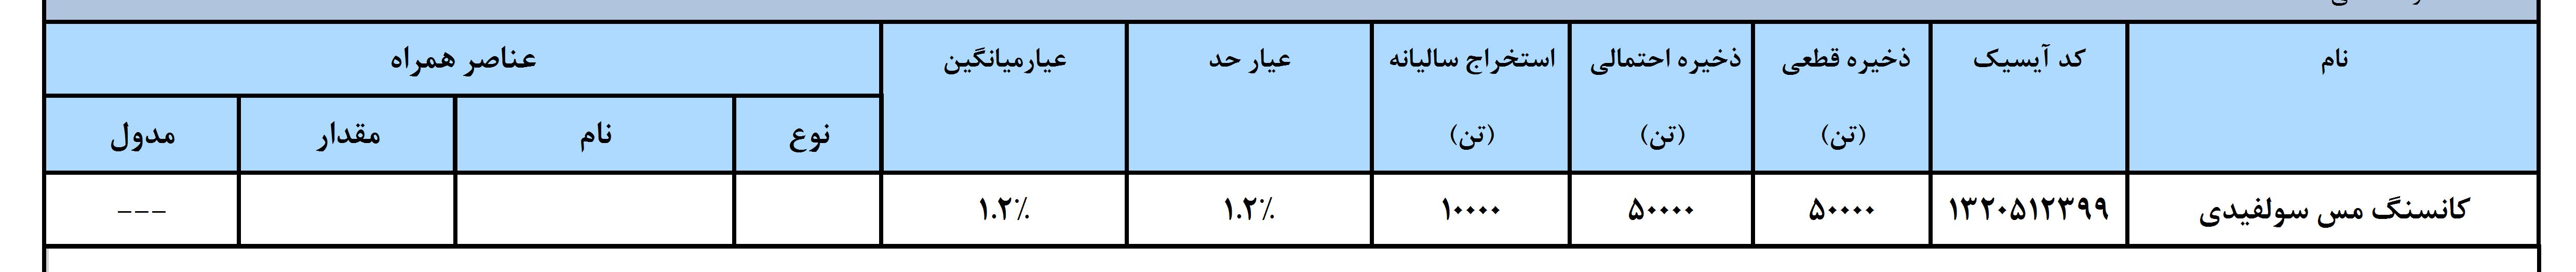 نام
کد آیسیک
ذخیره قطعی
(تن)
ذخیره احتمالی
(تن)
استخراج سالیانه
(تن)
عیار حد
عیارمیانگین
عناصر همراه
نوع
نام
مقدار
مدول
کانسنگ مس سولفیدی
۱۳۲۰۵۱۲۳۹۹
۵۰۰۰۰
۵۰۰۰۰
۱۰۰۰۰
۱.۲%
۱.۲%
---